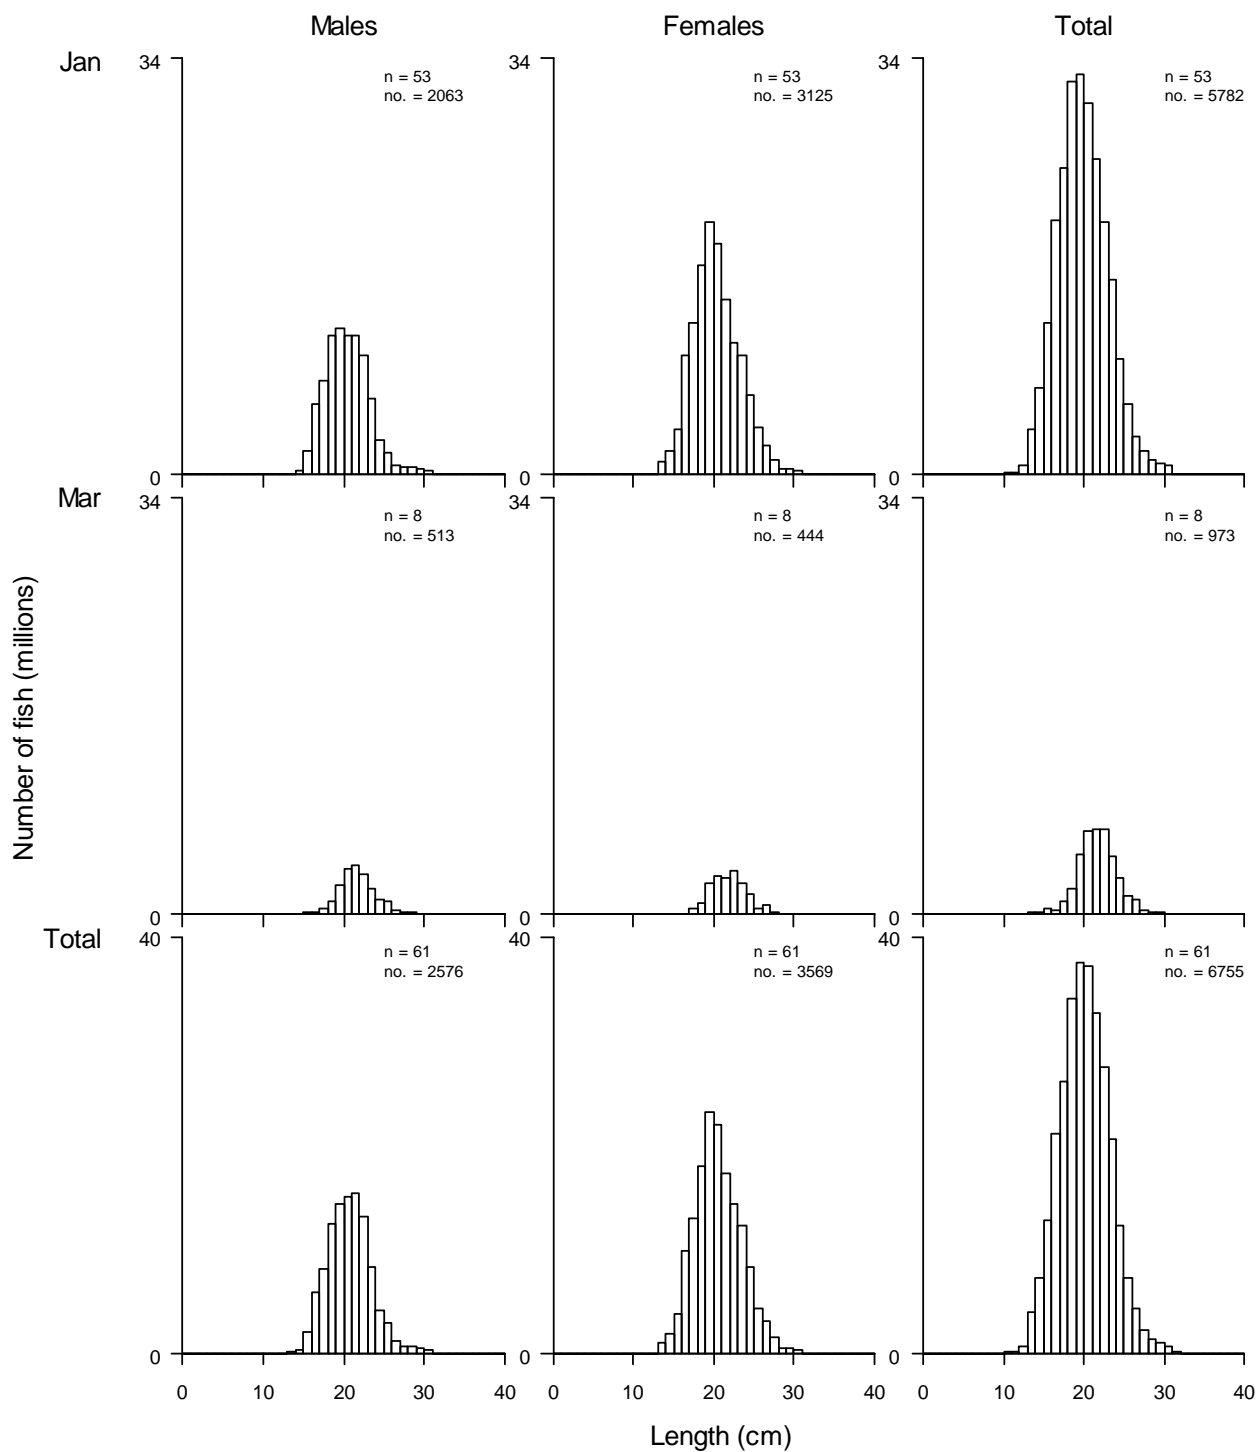 Males Females Total
Jan
34 34 34
n = 53 n = 53 n = 53
no. = 2063 no. = 3125 no. = 5782
0 0 0
Mar
34 34 34
n = 8 n = 8 n = 8
no. = 513 no. = 444 no. = 973
Number of fish (millions)
0 0 0
Total
40 40 40
n = 61 n = 61 n = 61
no. = 2576 no. = 3569 no. = 6755
0 0 0
0 10 20 30 40 0 10 20 30 40 0 10 20 30 40
Length (cm)